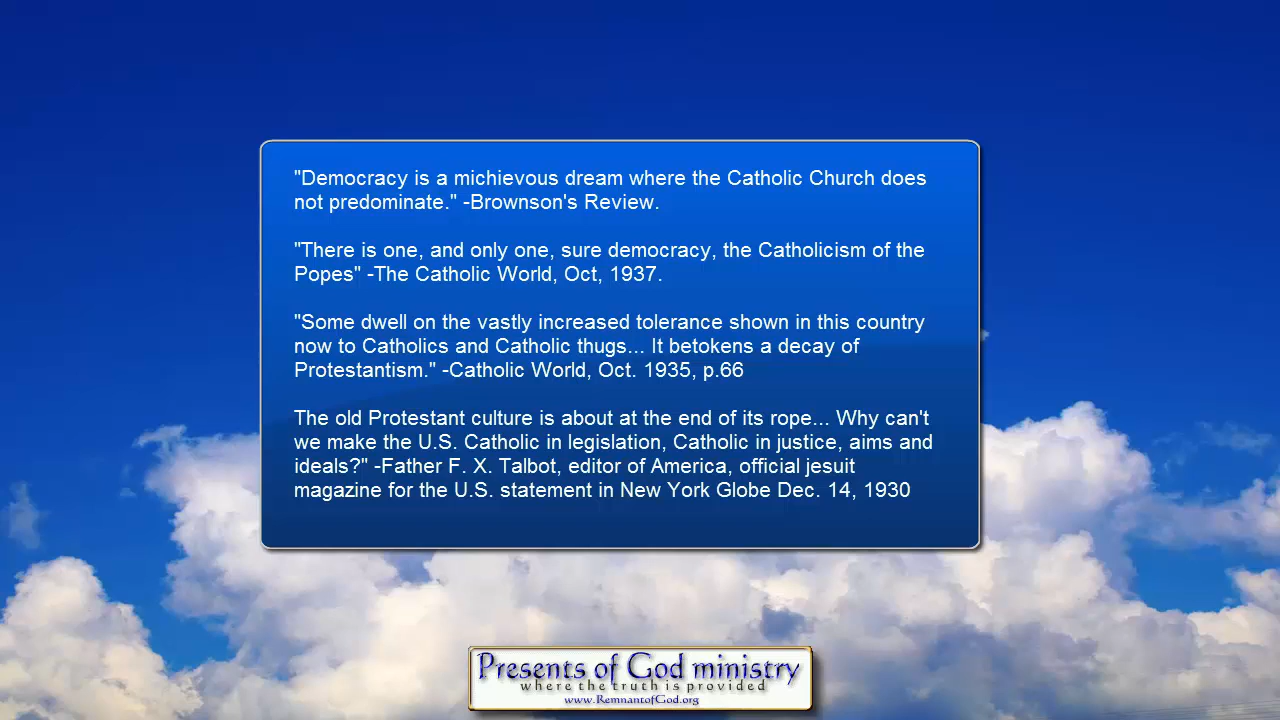 "Democracy is a michievous dream where the Catholic Church does
not predominate." -Brownson's Review.
"There is one, and only one, sure democracy, the Catholicism of the
Popes" -The Catholic World, Oct, 1937.
"Some dwell on the vastly increased tolerance shown in this country
now to Catholics and Catholic thugs... It betokens a decay of
Protestantism." -Catholic World, Oct. 1935, p.66
The old Protestant culture is about at the end of its rope... Why can't
we make the U.S. Catholic in legislation, Catholic in justice, aims and
ideals?" -Father F. X. Talbot, editor of America, official jesuit
magazine for the U.S. statement in New York Globe Dec. 14, 1930
Presents of God ministry
where the truth is provided
www.RemnantofGod.org